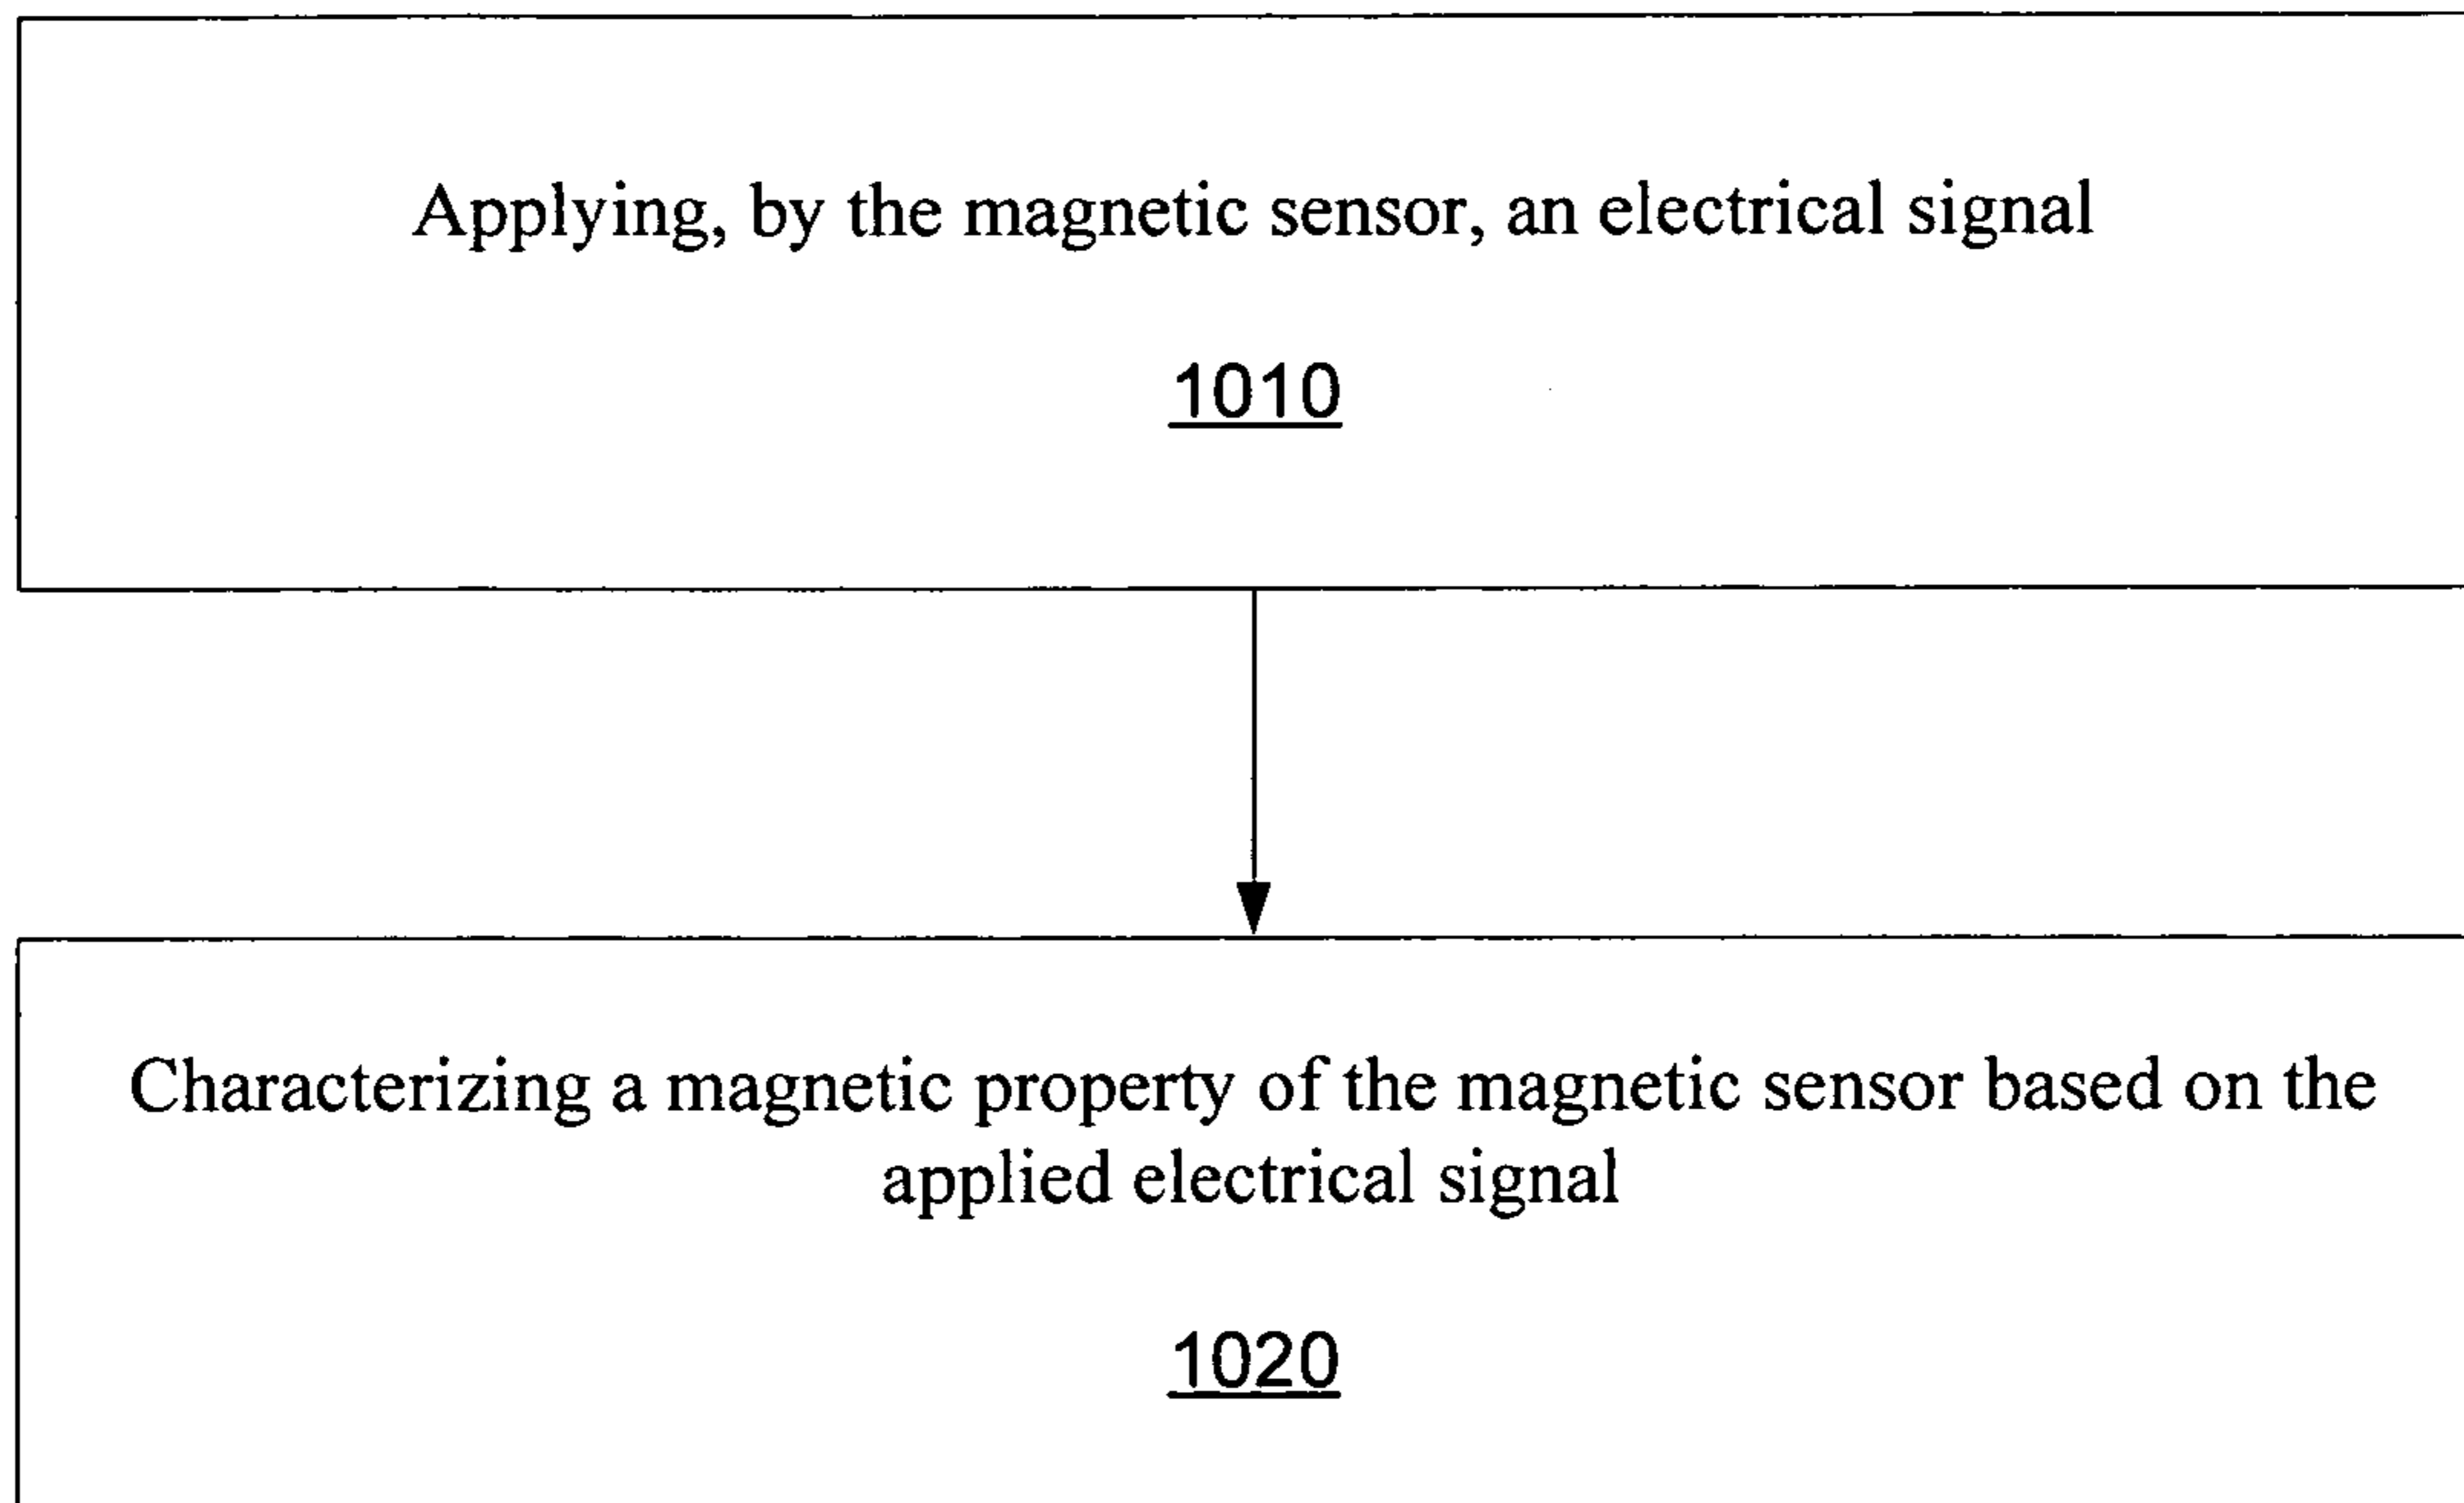 Applying, by the magnetic sensor, an electrical signal
1010
Characterizing a magnetic property of the magnetic sensor based on the
applied electrical signal
1020